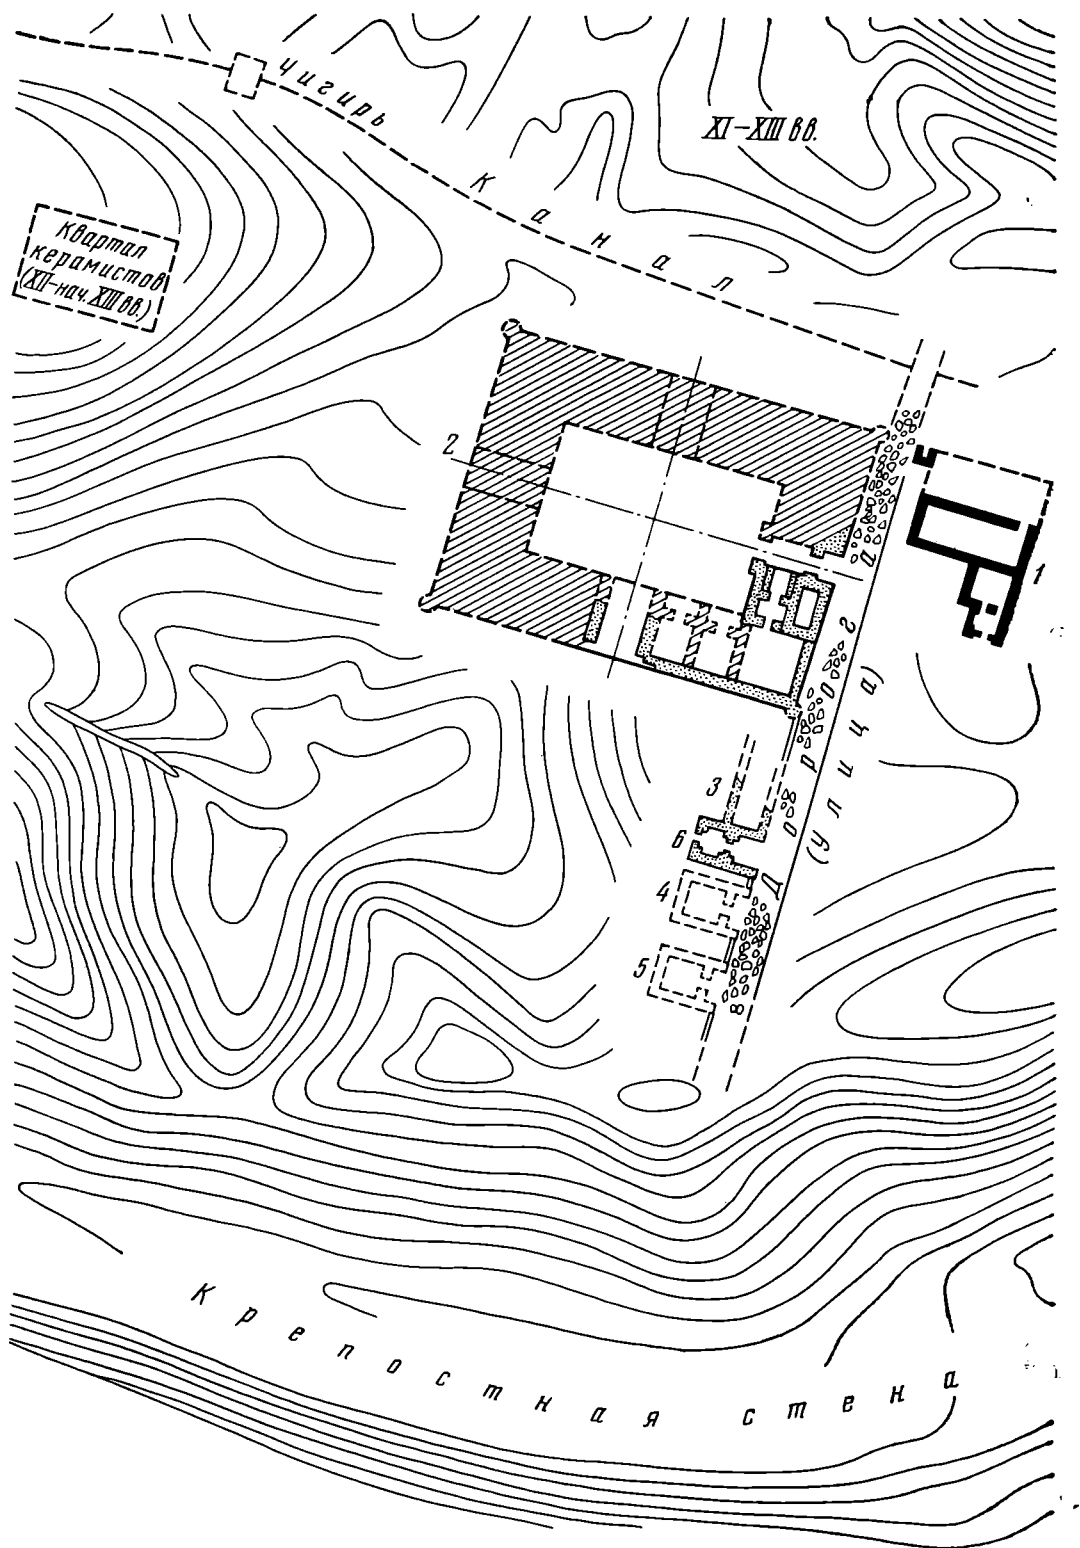 Чигирь
Канал
XI–XIII вв.
Квартал
керамистов
(XII–нач. XIII вв.)
2
1
Дорога
(улица)
3
6
4
5
Крепостная стена